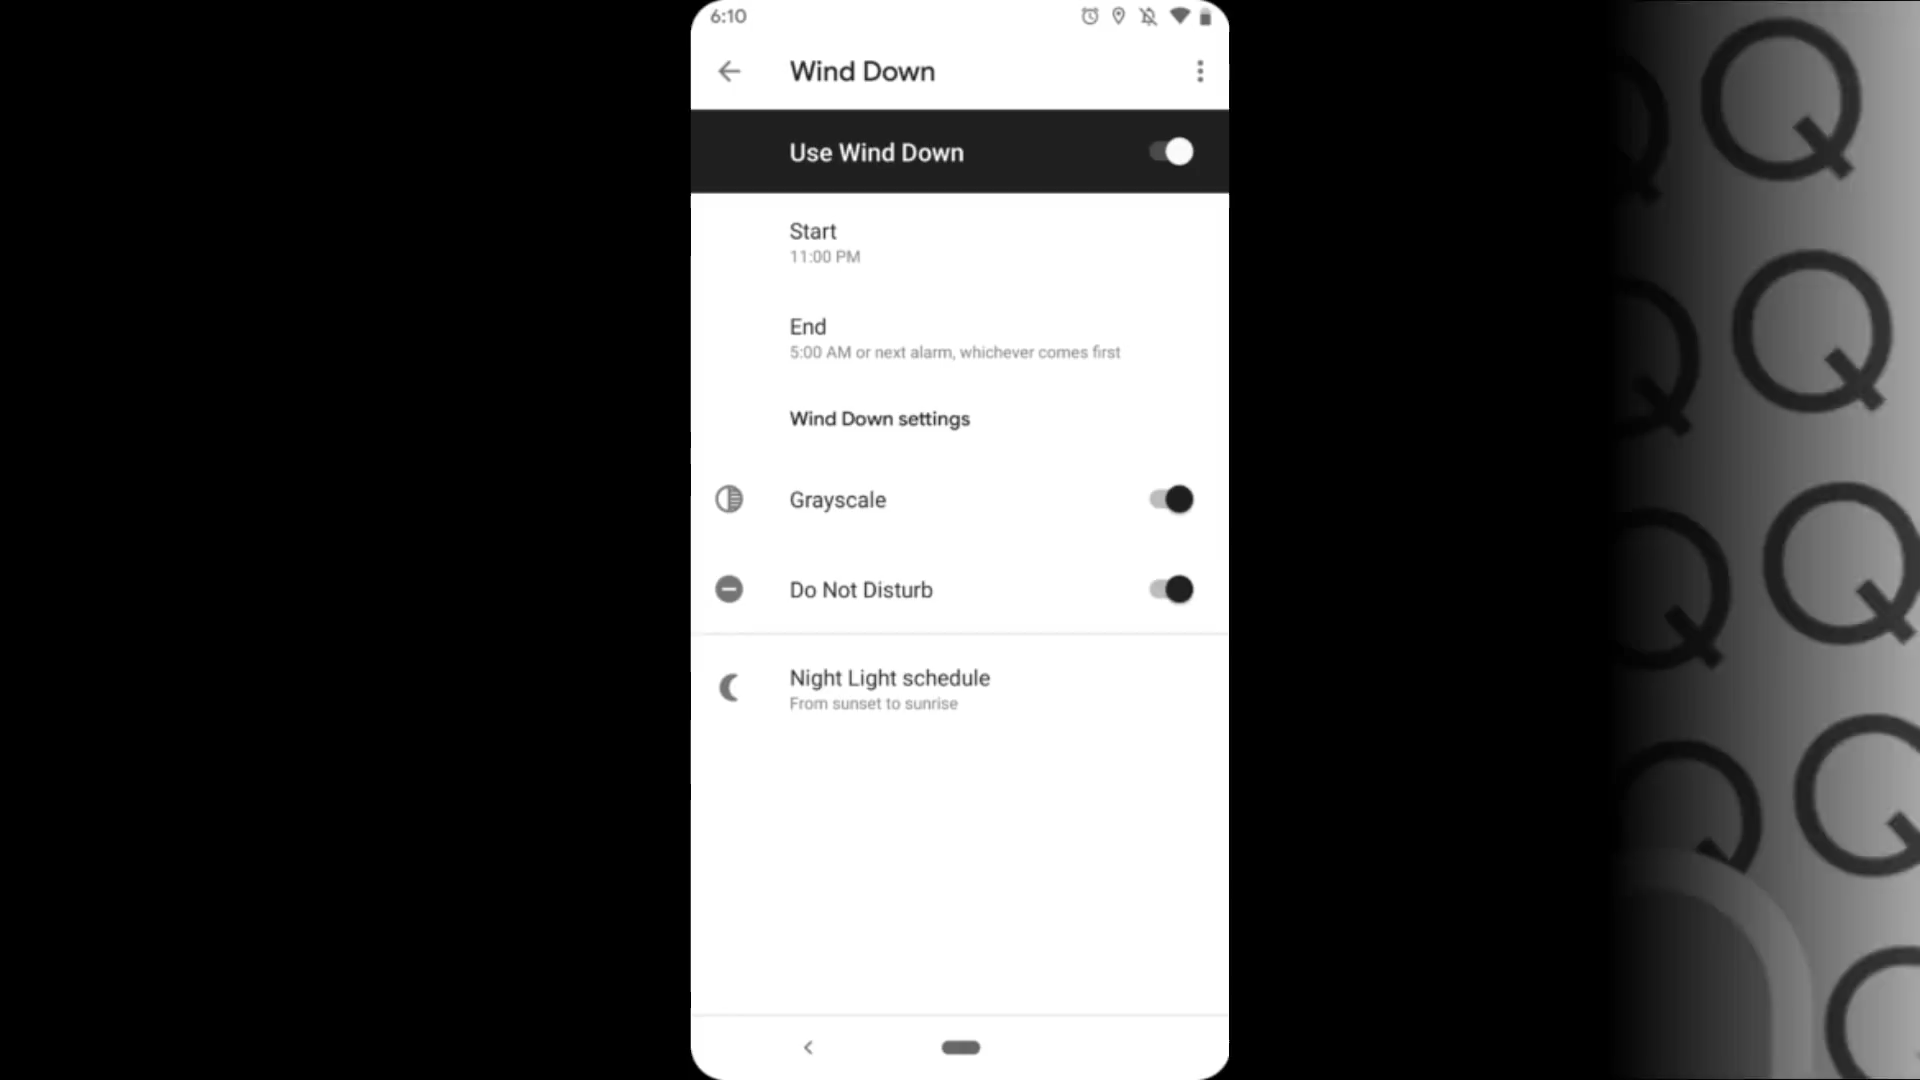 6:10
Wind Down
Use Wind Down
Start
11:00 PM
End
5:00 AM or next alarm, whichever comes first
Wind Down settings
Grayscale
Do Not Disturb
Night Light schedule
From sunset to sunrise
Q
Q
Q
Q
Q
Q
Q
Q
Q